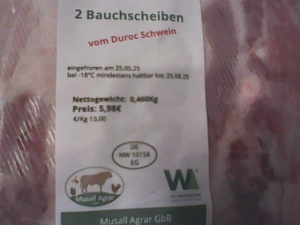 2 Bauchscheiben
vom Duroc Schwein
eingefroren am 25.05.25
bei -18°C mindestens haltbar bis: 25.08.25
Nettogewicht: 0,460Kg
Preis: 5,98€
€/Kg 13,00
DE
NW 10158
EG
Musall Agrar
W
Musall Agrar GbR